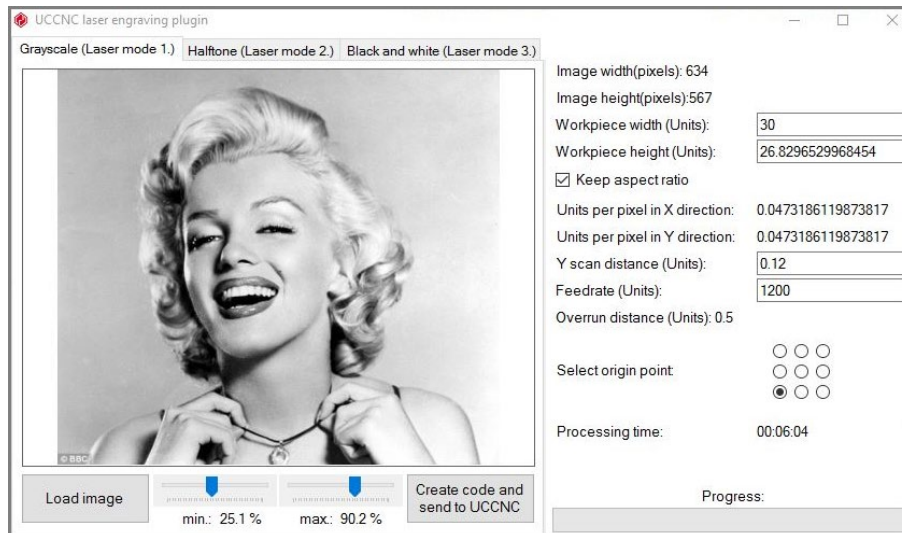 UCCNC laser engraving plugin
Grayscale (Laser mode 1.) Halftone (Laser mode 2.) Black and white (Laser mode 3.)
Image width(pixels): 634
Image height(pixels):567
Workpiece width (Units): 30
Workpiece height (Units): 26.8296529968454
Keep aspect ratio
Units per pixel in X direction: 0.0473186119873817
Units per pixel in Y direction: 0.0473186119873817
Y scan distance (Units): 0.12
Feedrate (Units): 1200
Overrun distance (Units): 0.5
Select origin point:
Processing time: 00:06:04
© BBC
Load image
min.: 25.1 %
max.: 90.2 %
Create code and
send to UCCNC
Progress: